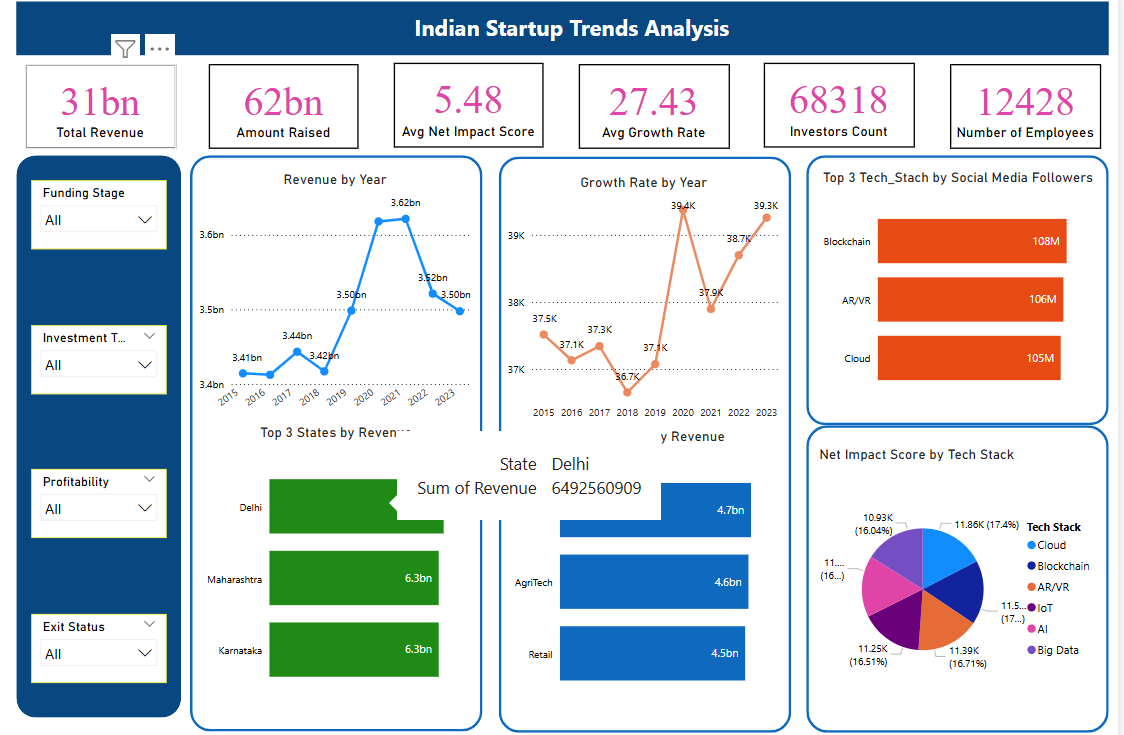 Indian Startup Trends Analysis
31bn
Total Revenue
62bn
Amount Raised
5.48
Avg Net Impact Score
27.43
Avg Growth Rate
68318
Investors Count
12428
Number of Employees
Funding Stage
All
Investment T...
All
Profitability
All
Exit Status
All
Revenue by Year
3.6bn
3.5bn
3.4bn
3.41bn
3.44bn
3.42bn
3.50bn
3.62bn
3.52bn
3.50bn
2015 2016 2017 2018 2019 2020 2021 2022 2023
Growth Rate by Year
39K
38K
37K
37.5K
37.1K
37.3K
36.7K
37.1K
39.4K
37.9K
38.7K
39.3K
2015 2016 2017 2018 2019 2020 2021 2022 2023
Top 3 Tech_Stach by Social Media Followers
Blockchain 108M
AR/VR 106M
Cloud 105M
Top 3 States by
Delhi
Maharashtra 6.3bn
Karnataka 6.3bn
State Delhi
Sum of Revenue 6492560909
y Revenue
4.7bn
AgriTech 4.6bn
Retail 4.5bn
Net Impact Score by Tech Stack
11.86K (17.4%)
11.5...
(17...)
11.39K
(16.71%)
11.25K
(16.51%)
11....
(16...)
10.93K
(16.04%)
Tech Stack
Cloud
Blockchain
AR/VR
IoT
AI
Big Data